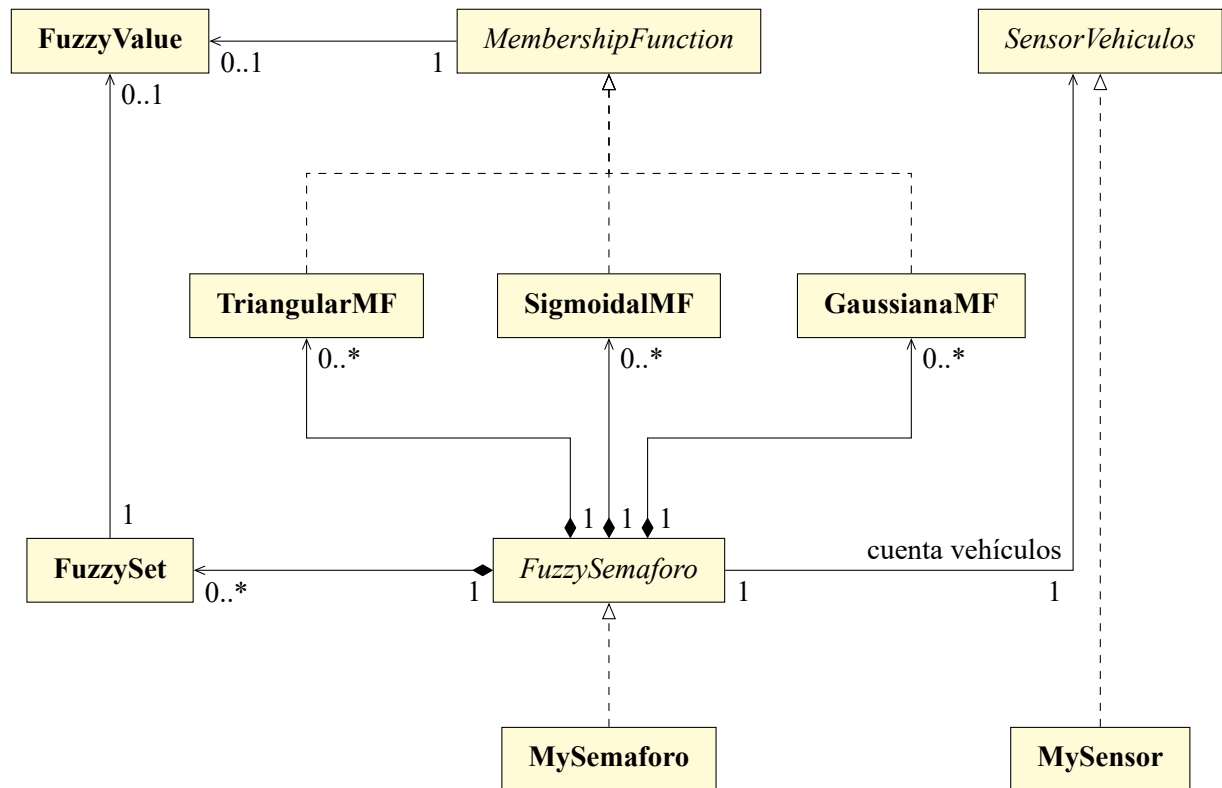 FuzzyValue
MembershipFunction
SensorVehiculos
0..1
1
0..1
TriangularMF
SigmoidalMF
GaussianaMF
0..*
0..*
0..*
1
1
1
1
FuzzySet
FuzzySemaforo
cuenta vehículos
0..*
1
1
1
MySemaforo
MySensor